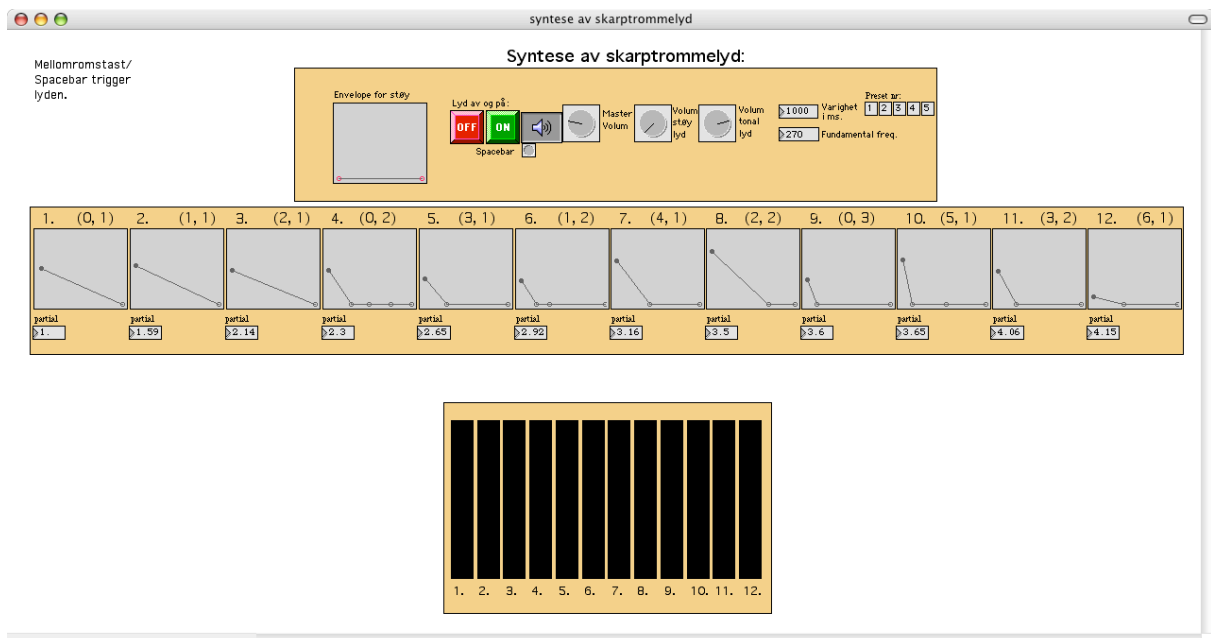 syntese av skarptrommelyd
Mellomromstast/
Spacebar trigger
lyden.
Syntese av skarptrommelyd:
Envelope for støy
Lyd av og på:
OFF
ON
Spacebar
Master
Volum
Volum
støy
lyd
Volum
tonal
lyd
1000
Varighet
i ms.
270
Fundamental freq.
Preset nr:
1 2 3 4 5
1. (0, 1) 2. (1, 1) 3. (2, 1) 4. (0, 2) 5. (3, 1) 6. (1, 2) 7. (4, 1) 8. (2, 2) 9. (0, 3) 10. (5, 1) 11. (3, 2) 12. (6, 1)
partial partial partial partial partial partial partial partial partial partial partial partial
1. 1.59 2.14 2.3 2.65 2.92 3.16 3.5 3.6 3.65 4.06 4.15
1. 2. 3. 4. 5. 6. 7. 8. 9. 10. 11. 12.